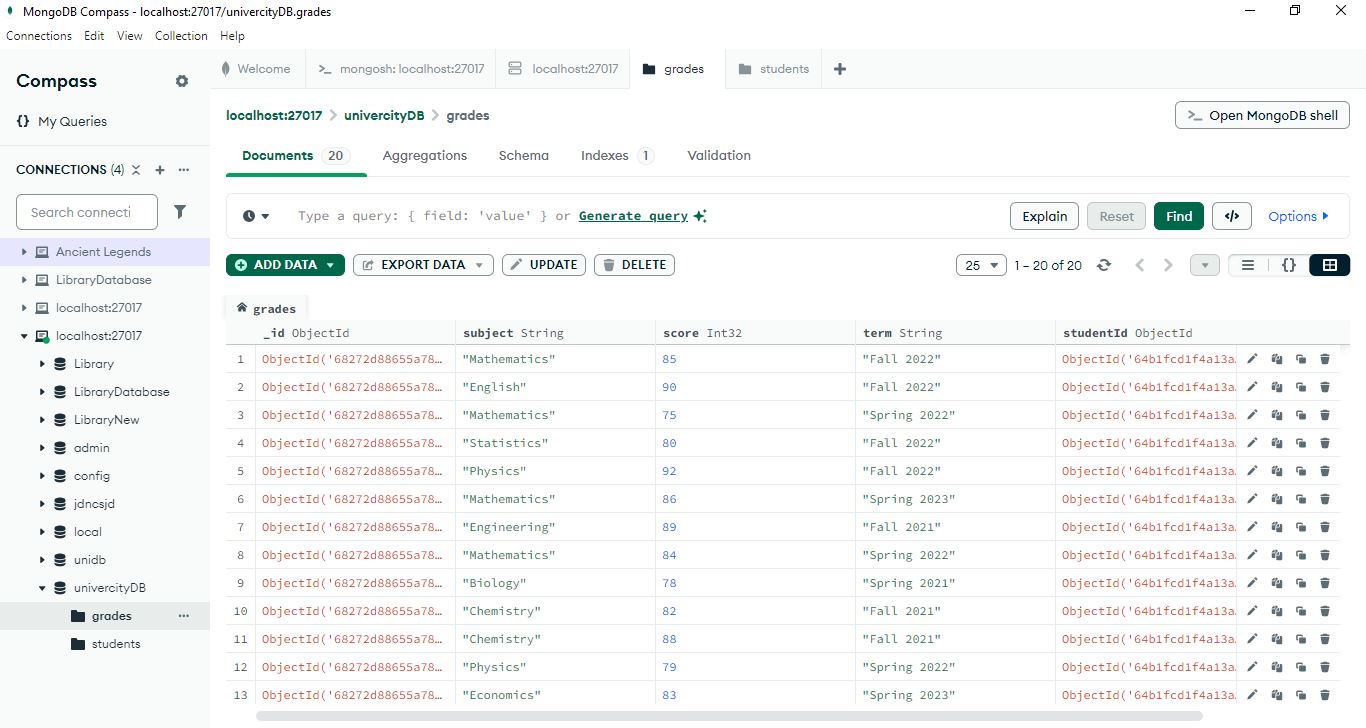 MongoDB Compass - localhost:27017/univercityDB.grades
Connections Edit View Collection Help
Compass
{} My Queries
CONNECTIONS (4)
Search connecti
Ancient Legends
LibraryDatabase
localhost:27017
localhost:27017
Library
LibraryDatabase
LibraryNew
admin
config
jdncsjd
local
unidb
univercityDB
grades
students
Welcome >_ mongosh: localhost:27017 localhost:27017 grades students +
localhost:27017 > univercityDB > grades
>_ Open MongoDB shell
Documents 20 Aggregations Schema Indexes 1 Validation
Type a query: { field: 'value' } or Generate query
Explain Reset Find </> Options
ADD DATA EXPORT DATA UPDATE DELETE 25 1 – 20 of 20 {}
grades
_id ObjectId subject String score Int32 term String studentId ObjectId
1 ObjectId('68272d88655a78… "Mathematics" 85 "Fall 2022" ObjectId('64b1fcd1f4a13a
2 ObjectId('68272d88655a78… "English" 90 "Fall 2022" ObjectId('64b1fcd1f4a13a
3 ObjectId('68272d88655a78… "Mathematics" 75 "Spring 2022" ObjectId('64b1fcd1f4a13a
4 ObjectId('68272d88655a78… "Statistics" 80 "Fall 2022" ObjectId('64b1fcd1f4a13a
5 ObjectId('68272d88655a78… "Physics" 92 "Fall 2022" ObjectId('64b1fcd1f4a13a
6 ObjectId('68272d88655a78… "Mathematics" 86 "Spring 2023" ObjectId('64b1fcd1f4a13a
7 ObjectId('68272d88655a78… "Engineering" 89 "Fall 2021" ObjectId('64b1fcd1f4a13a
8 ObjectId('68272d88655a78… "Mathematics" 84 "Spring 2022" ObjectId('64b1fcd1f4a13a
9 ObjectId('68272d88655a78… "Biology" 78 "Spring 2021" ObjectId('64b1fcd1f4a13a
10 ObjectId('68272d88655a78… "Chemistry" 82 "Fall 2021" ObjectId('64b1fcd1f4a13a
11 ObjectId('68272d88655a78… "Chemistry" 88 "Fall 2021" ObjectId('64b1fcd1f4a13a
12 ObjectId('68272d88655a78… "Physics" 79 "Spring 2022" ObjectId('64b1fcd1f4a13a
13 ObjectId('68272d88655a78… "Economics" 83 "Spring 2023" ObjectId('64b1fcd1f4a13a